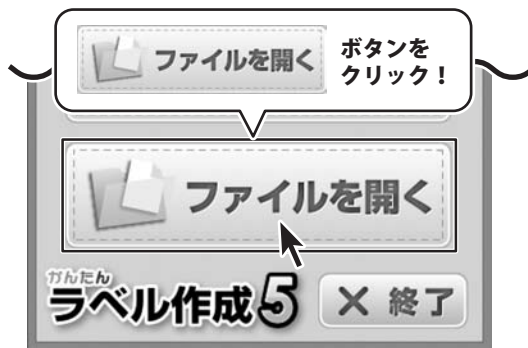 ファイルを開く
ボタンを
クリック！
ファイルを開く
かんたん
ラベル作成5
× 終了